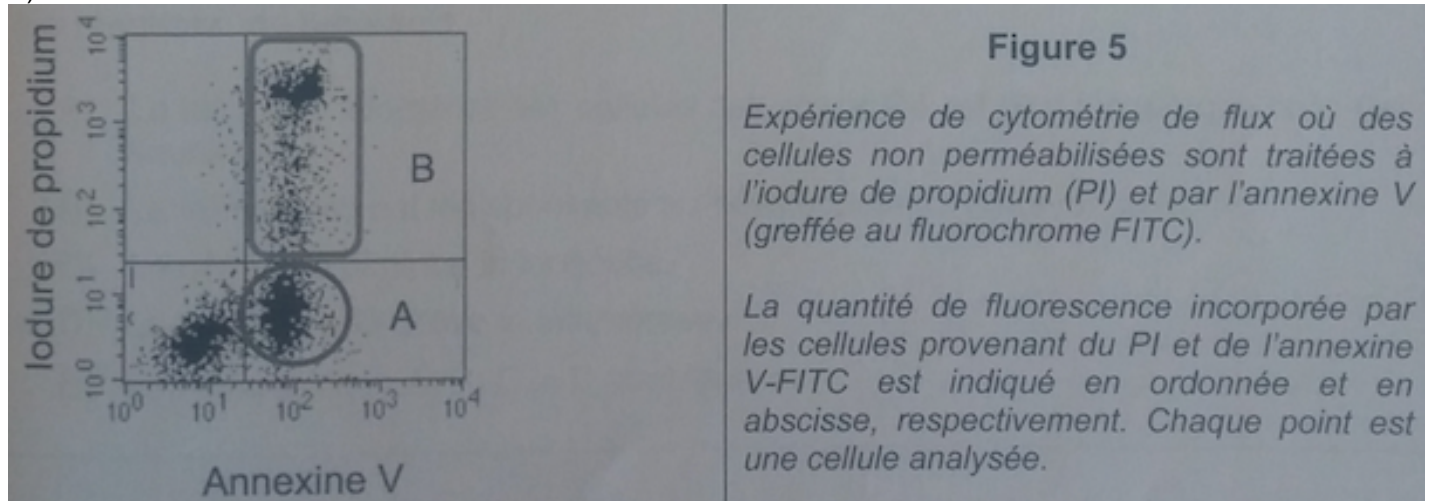 Iodure de propidium
10⁴
10³
10²
10¹
10⁰
B
A
10⁰ 10¹ 10² 10³ 10⁴
Annexine V
Figure 5
Expérience de cytométrie de flux où des
cellules non perméabilisées sont traitées à
l'iodure de propidium (PI) et par l'annexine V
(greffée au fluorochrome FITC).
La quantité de fluorescence incorporée par
les cellules provenant du PI et de l'annexine
V-FITC est indiqué en ordonnée et en
abscisse, respectivement. Chaque point est
une cellule analysée.